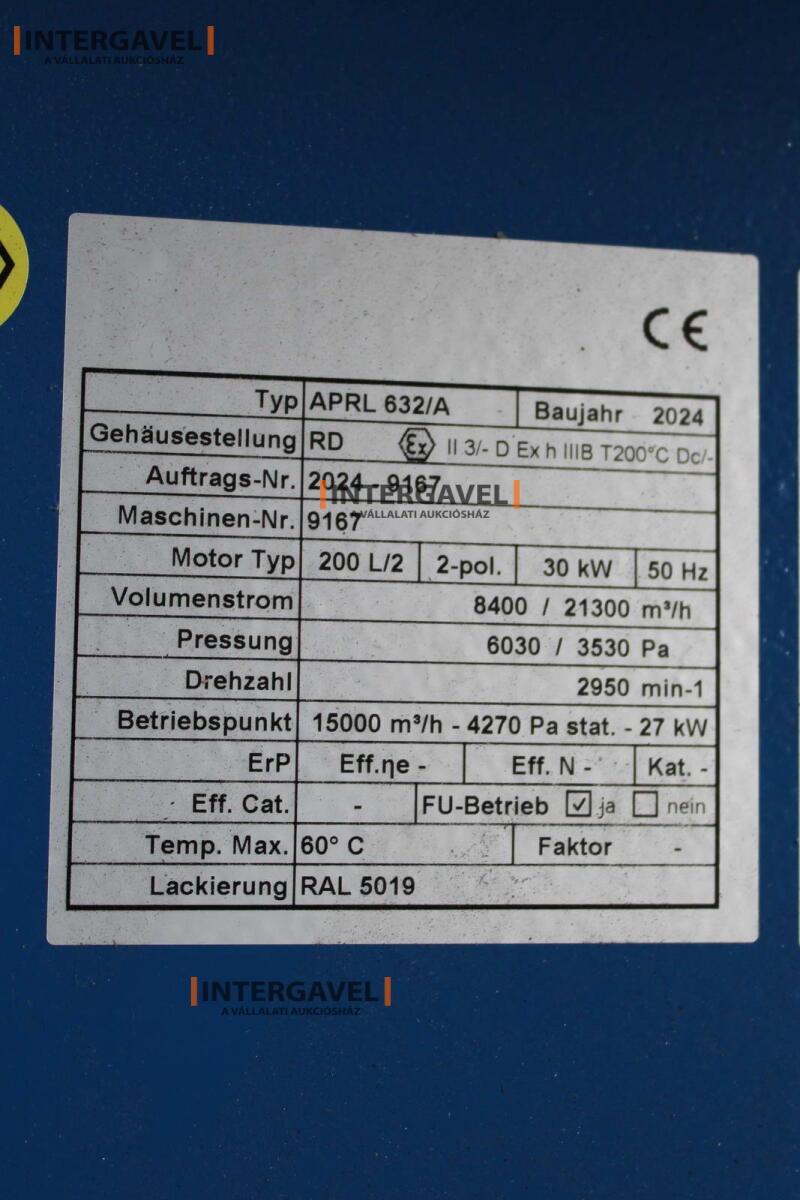 INTERGAVEL
A VÁLLALATI AUKCIÓSHÁZ
CE
Typ APRL 632/A Baujahr 2024
Gehäusestellung RD Ex II 3/- D Ex h IIIB T200°C Dc/-
Auftrags-Nr. 2024 - 9167
INTERGAVEL
A VÁLLALATI AUKCIÓSHÁZ
Maschinen-Nr. 9167
Motor Typ 200 L/2 2-pol. 30 kW 50 Hz
Volumenstrom 8400 / 21300 m³/h
Pressung 6030 / 3530 Pa
Drehzahl 2950 min-1
Betriebspunkt 15000 m³/h - 4270 Pa stat. - 27 kW
ErP Eff.ηe - Eff. N - Kat. -
Eff. Cat. - FU-Betrieb ja nein
Temp. Max. 60° C Faktor -
Lackierung RAL 5019
INTERGAVEL
A VÁLLALATI AUKCIÓSHÁZ